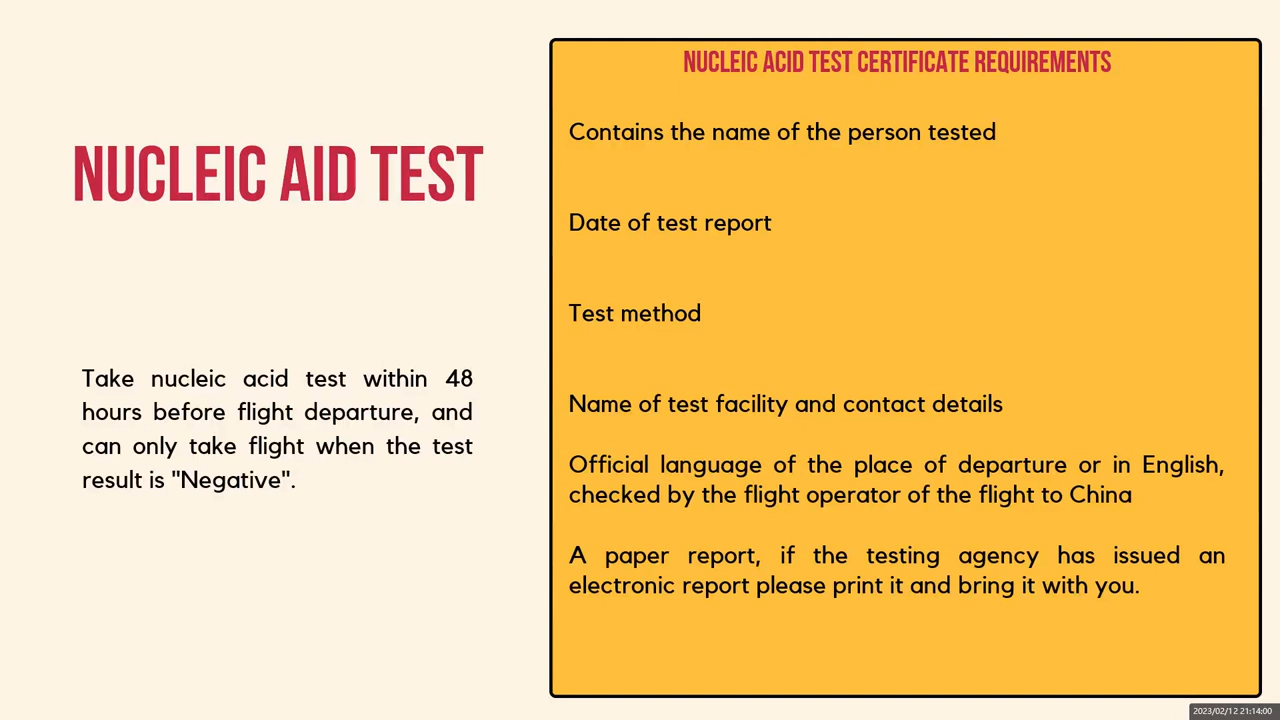 NUCLEIC AID TEST
Take nucleic acid test within 48
hours before flight departure, and
can only take flight when the test
result is "Negative".
NUCLEIC ACID TEST CERTIFICATE REQUIREMENTS
Contains the name of the person tested
Date of test report
Test method
Name of test facility and contact details
Official language of the place of departure or in English,
checked by the flight operator of the flight to China
A paper report, if the testing agency has issued an
electronic report please print it and bring it with you.
2023/02/12 21:14:00